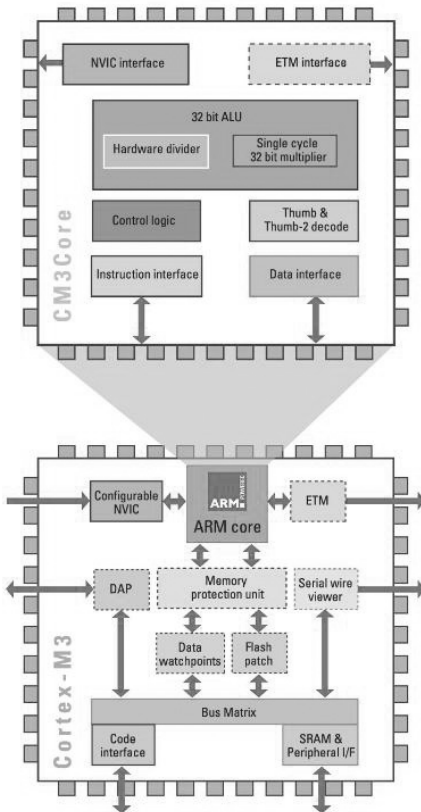 NVIC interface
ETM interface
32 bit ALU
Hardware divider
Single cycle
32 bit multiplier
Control logic
Thumb &
Thumb-2 decode
Instruction interface
Data interface
CM3Core
Configurable
NVIC
ARM
POWERED
ARM core
ETM
DAP
Memory
protection unit
Serial wire
viewer
Data
watchpoints
Flash
patch
Bus Matrix
Code
interface
SRAM &
Peripheral I/F
Cortex-M3